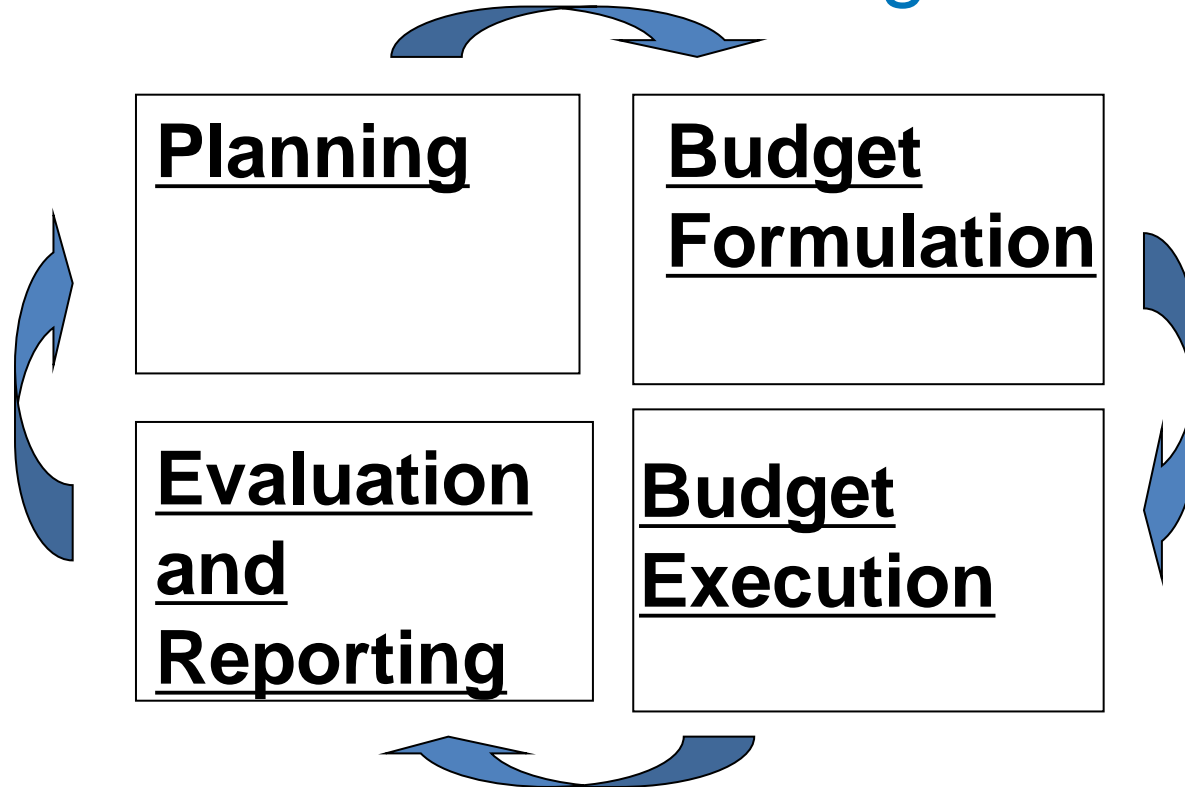 Planning
Budget
Formulation
Evaluation
and
Reporting
Budget
Execution